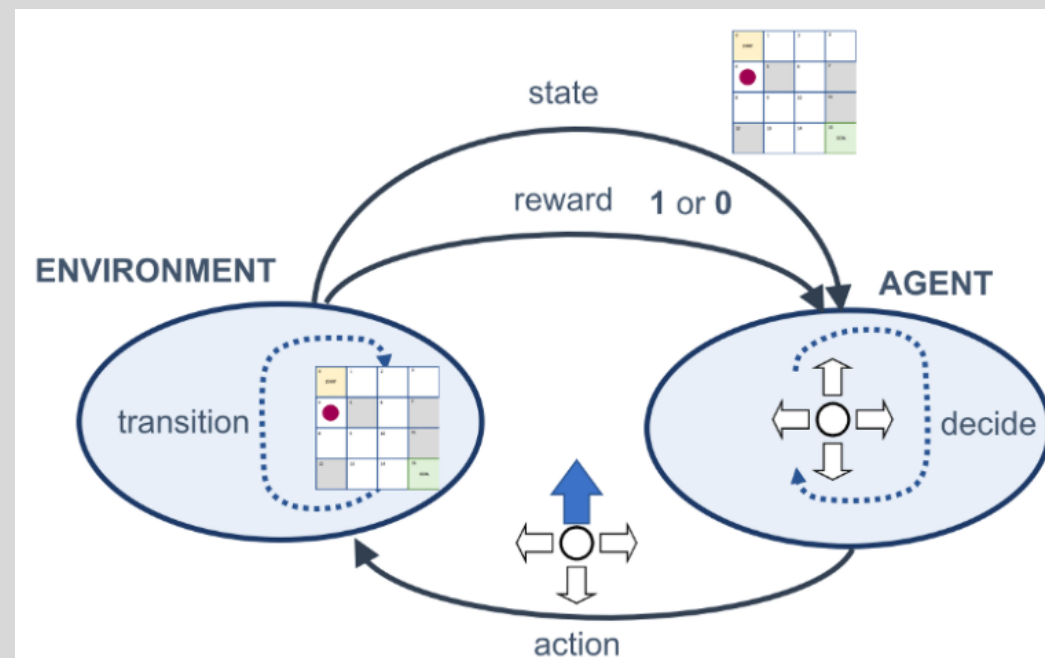 state
reward 1 or 0
ENVIRONMENT
AGENT
transition
decide
action